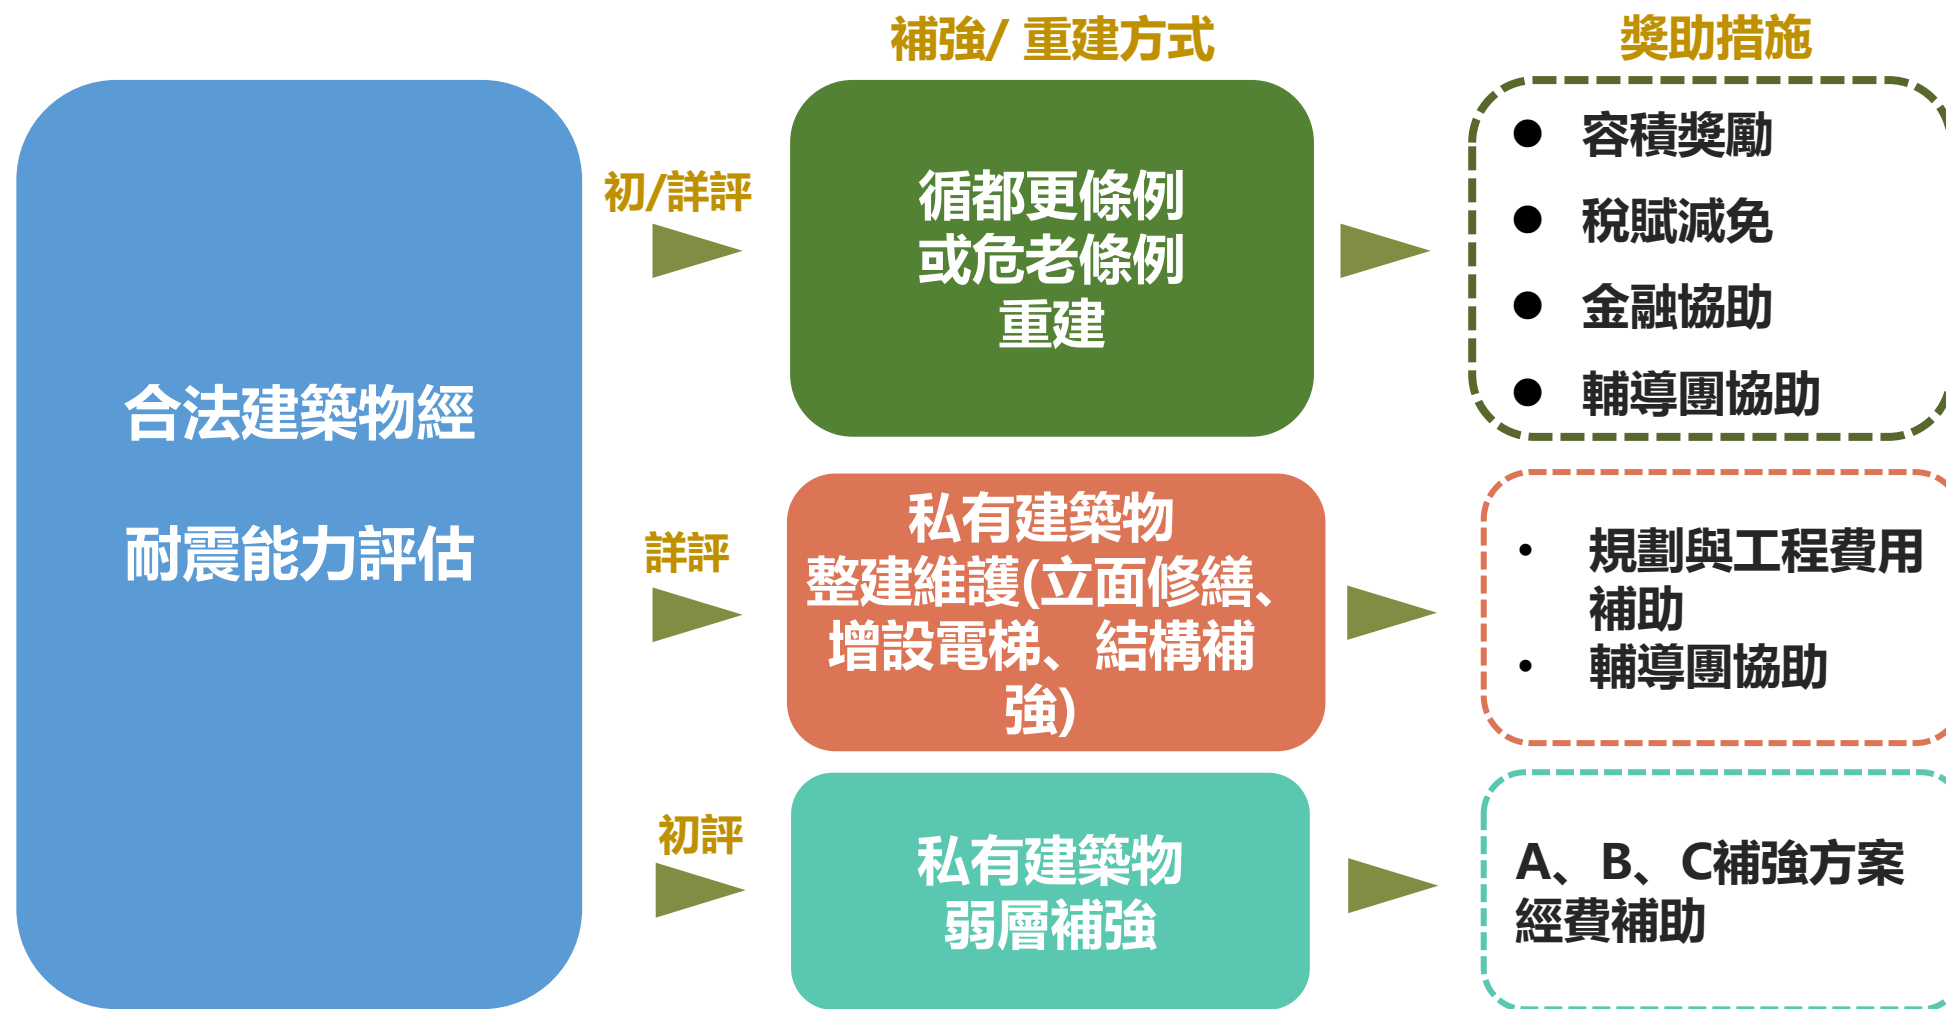 補強/ 重建方式
獎助措施
合法建築物經
耐震能力評估
初/詳評
循都更條例
或危老條例
重建
容積獎勵
稅賦減免
金融協助
輔導團協助
詳評
私有建築物
整建維護(立面修繕、
增設電梯、結構補
強)
• 規劃與工程費用
補助
• 輔導團協助
初評
私有建築物
弱層補強
A、B、C補強方案
經費補助